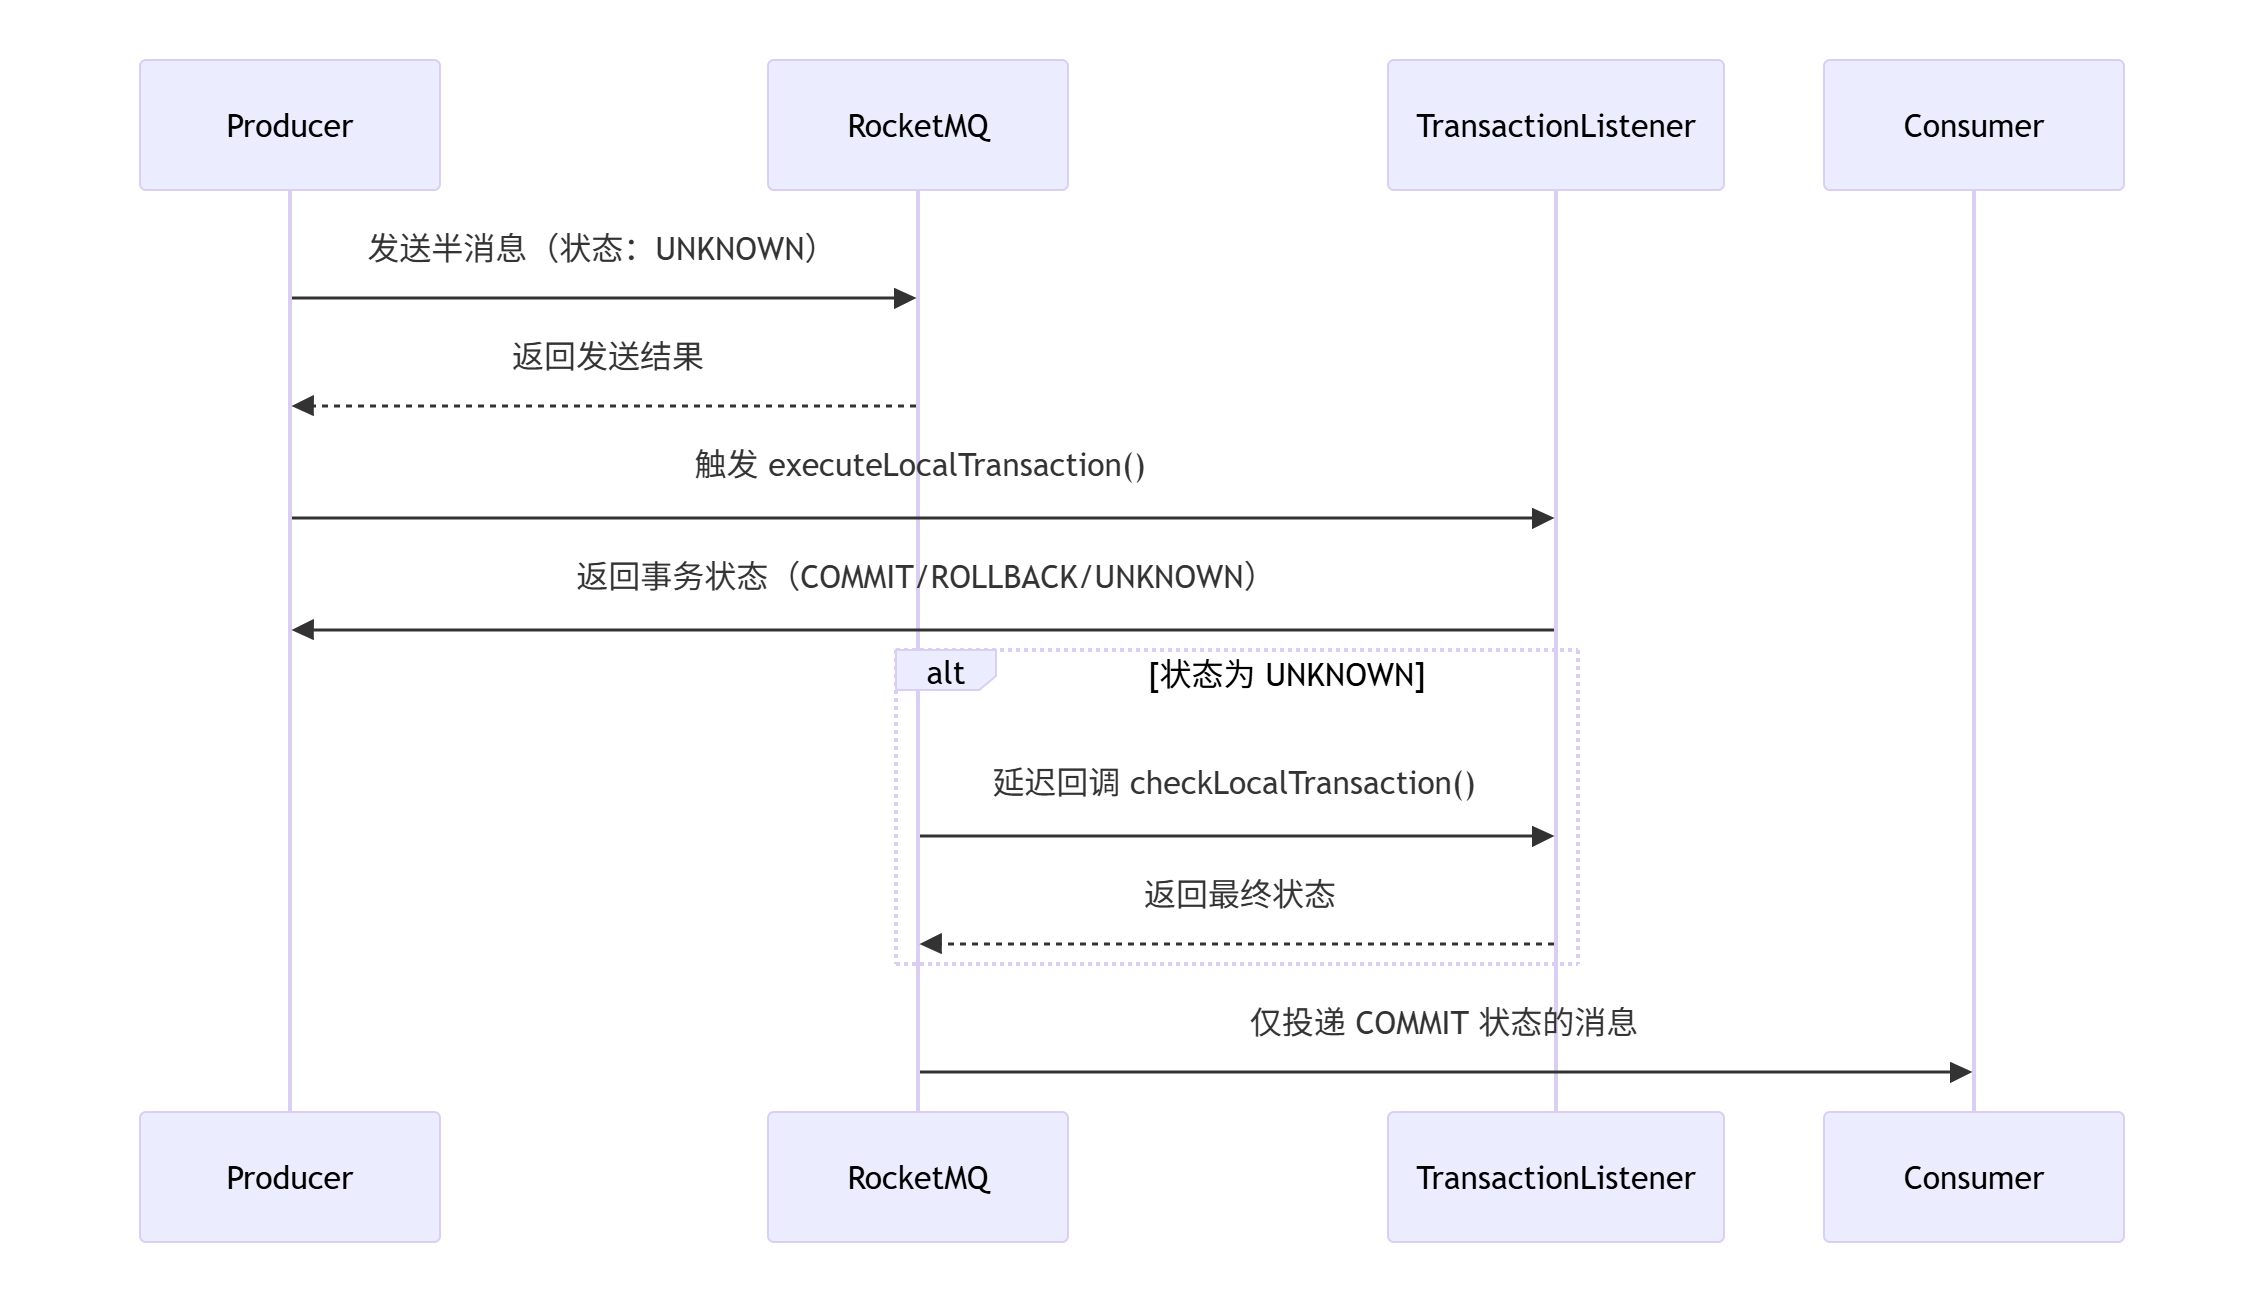 Producer
RocketMQ
TransactionListener
Consumer
发送半消息（状态：UNKNOWN）
返回发送结果
触发 executeLocalTransaction()
返回事务状态（COMMIT/ROLLBACK/UNKNOWN）
alt
[状态为 UNKNOWN]
延迟回调 checkLocalTransaction()
返回最终状态
仅投递 COMMIT 状态的消息
Producer
RocketMQ
TransactionListener
Consumer